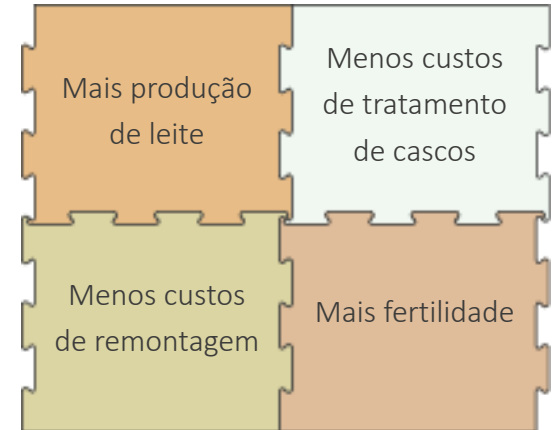 Mais produção
de leite
Menos custos
de tratamento
de cascos
Menos custos
de remontagem
Mais fertilidade